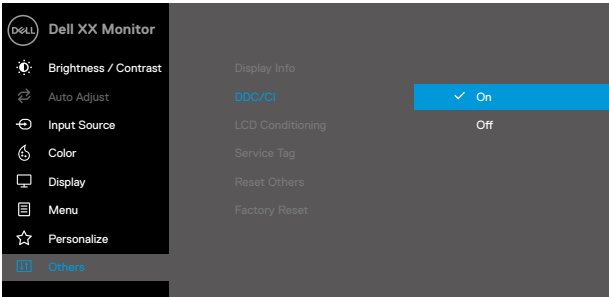 DELL Dell XX Monitor
Brightness / Contrast
Auto Adjust
Input Source
Color
Display
Menu
Personalize
Others
Display Info
DDC/CI
LCD Conditioning
Service Tag
Reset Others
Factory Reset
On
Off